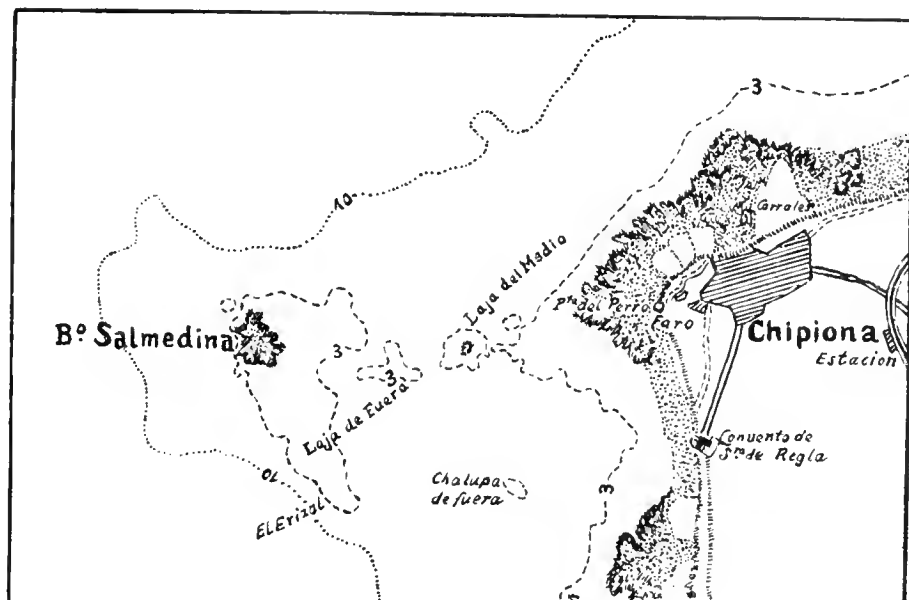 3
10
Corrales
Laja del Medio
Pta. del Perro
Faro
Bº. Salmedina
Chipiona
Estacion
3
3
Laja de Fuera
Convento de
Sra. de Regla
10
Chalupa
de fuera
3
El Erizal